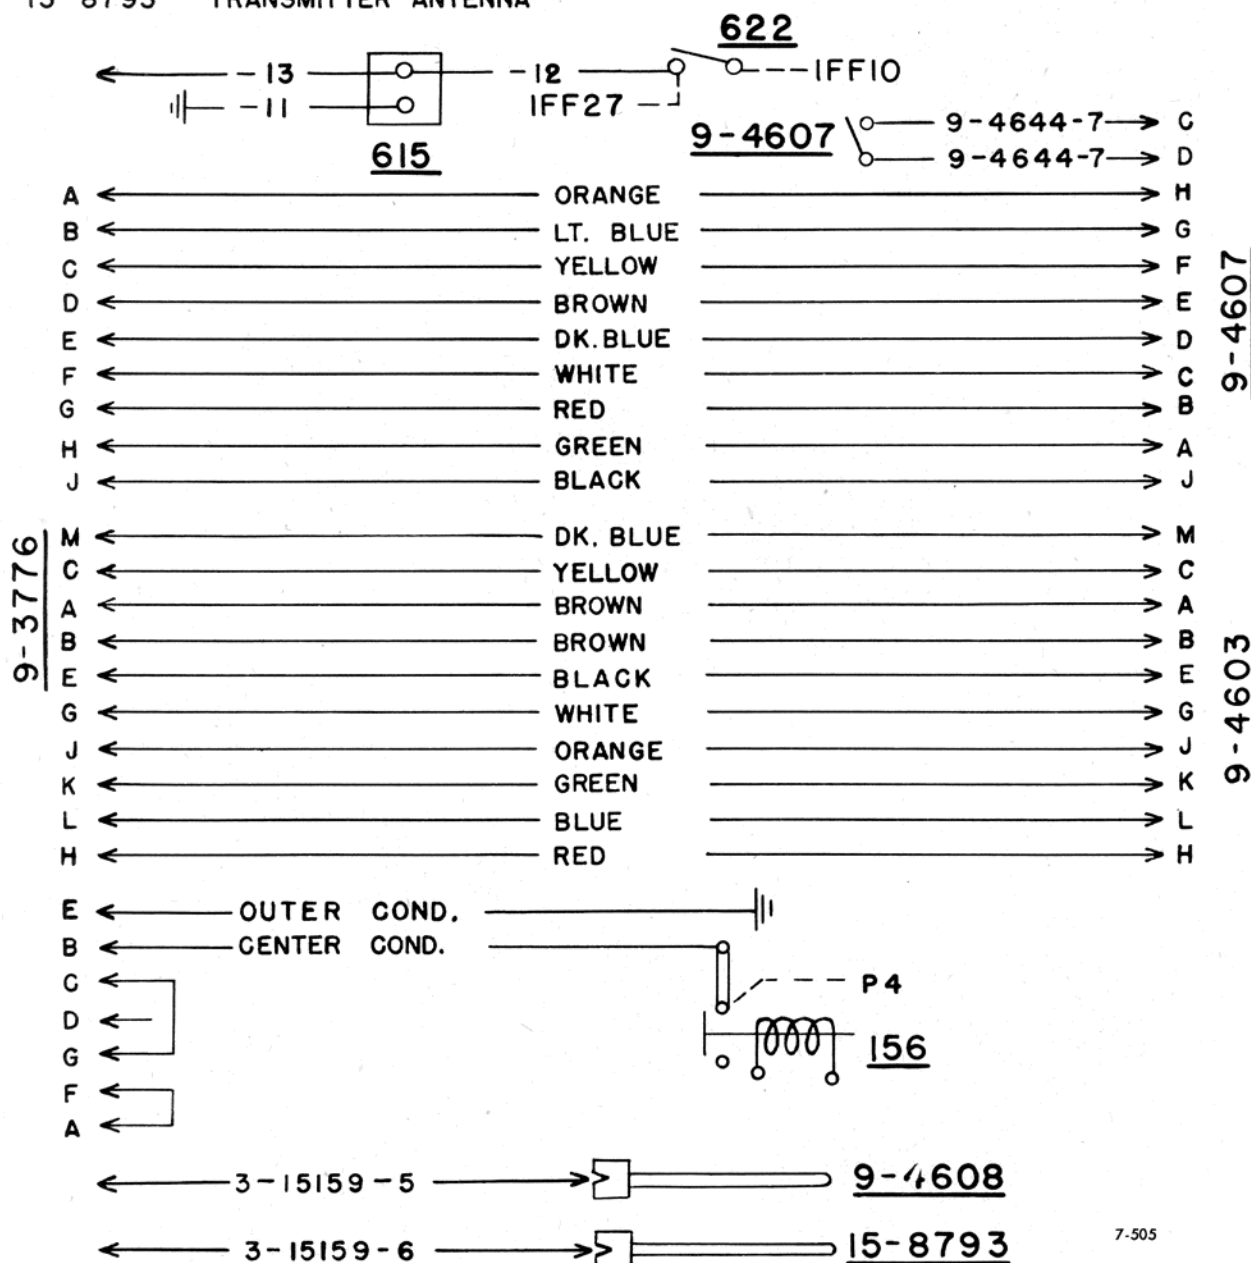 15-8793 TRANSMITTER ANTENNA
622
-13 -12 IFF10
-11 IFF27
615
9-4607 9-4644-7 C
9-4644-7 D
A ORANGE H
B LT. BLUE G
C YELLOW F
D BROWN E
E DK. BLUE D
F WHITE C
G RED B
H GREEN A
J BLACK J
9-4607
9-3776
M DK. BLUE M
C YELLOW C
A BROWN A
B BROWN B
E BLACK E
G WHITE G
J ORANGE J
K GREEN K
L BLUE L
H RED H
9-4603
E OUTER COND.
B CENTER COND.
C P4
D
G 156
F
A
3-15159-5 9-4608
3-15159-6 15-8793
7-505